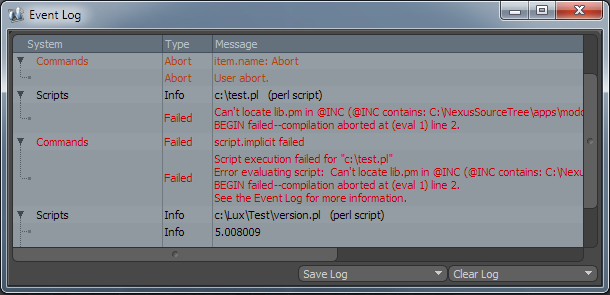 Event Log
System Type Message
Commands Abort item.name: Abort
Abort User abort.
Scripts Info c:\test.pl (perl script)
Failed Can't locate lib.pm in @INC (@INC contains: C:\NexusSourceTree\apps\modo
BEGIN failed--compilation aborted at (eval 1) line 2.
Commands Failed script.implicit failed
Script execution failed for "c:\test.pl"
Failed Error evaluating script: Can't locate lib.pm in @INC (@INC contains: C:\Nexu
BEGIN failed--compilation aborted at (eval 1) line 2.
See the Event Log for more information.
Scripts Info c:\Lux\Test\version.pl (perl script)
Info 5.008009
Save Log Clear Log